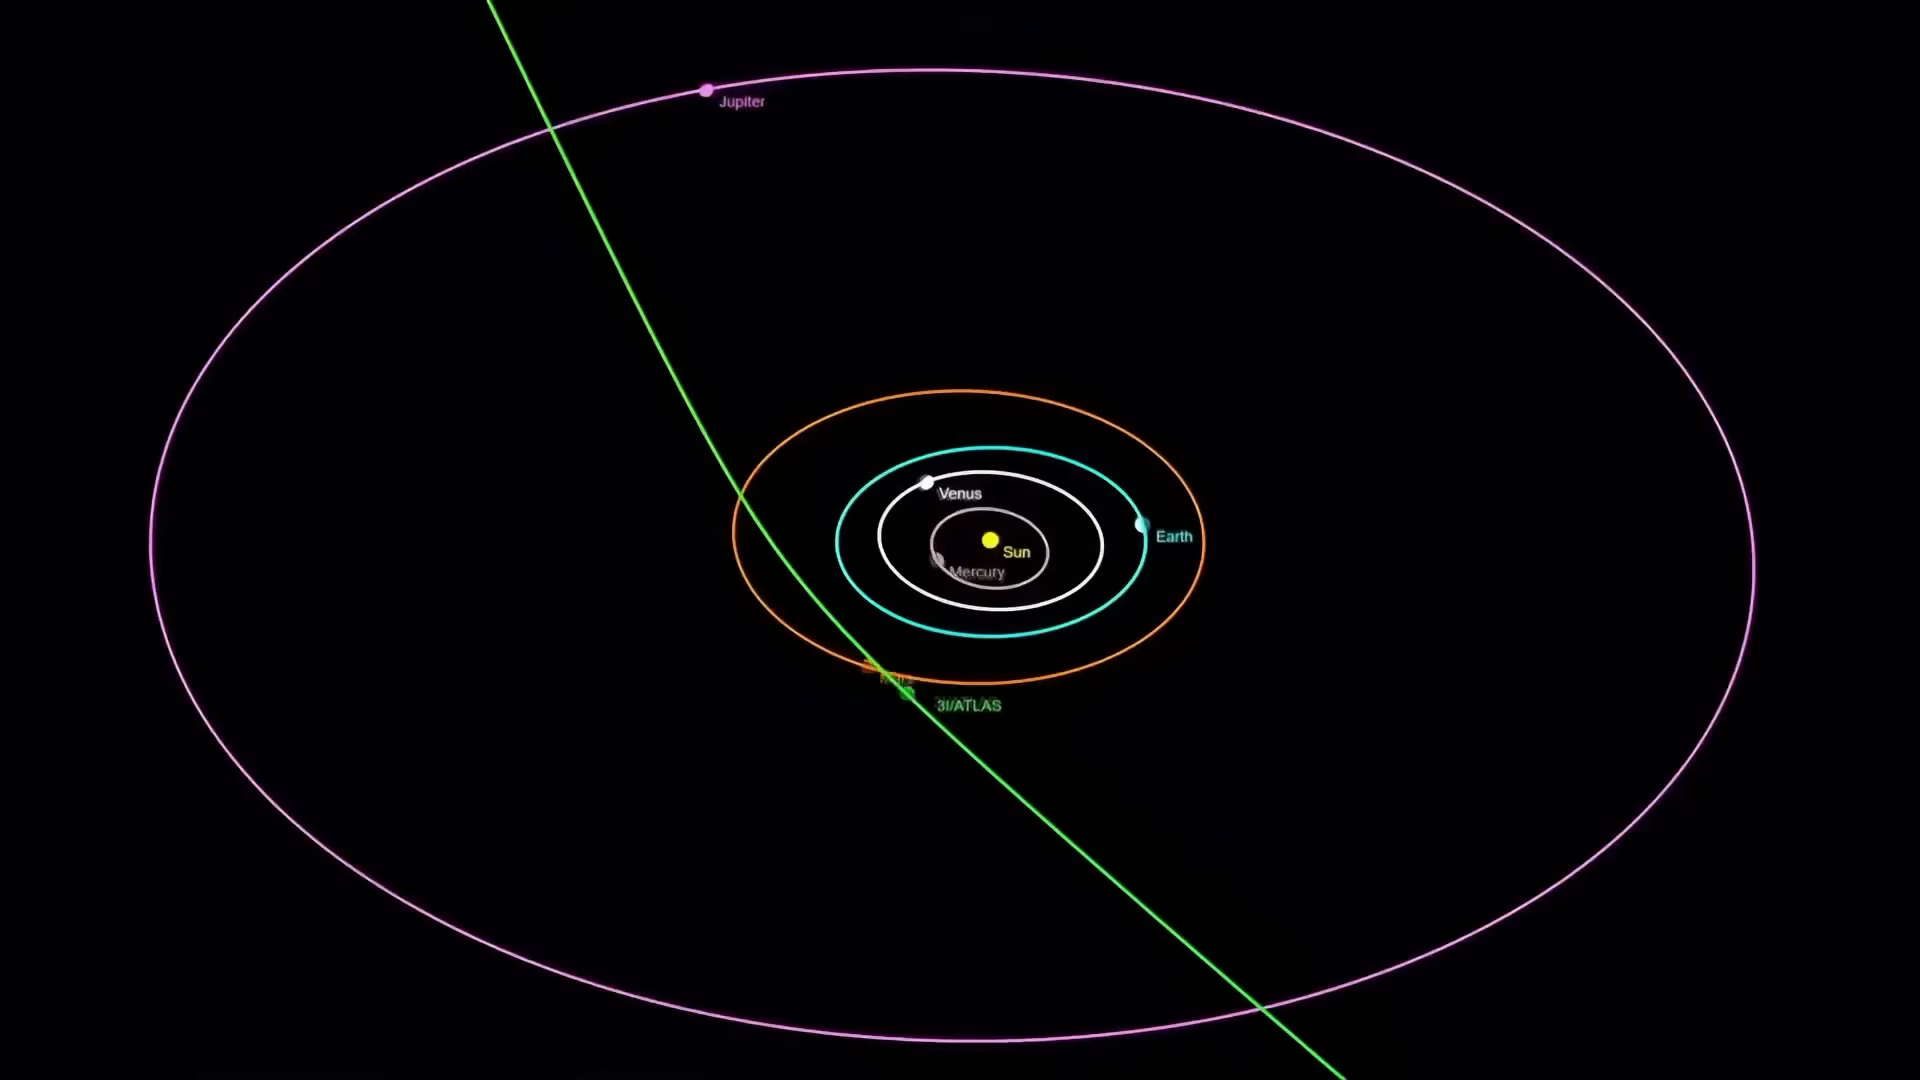 Jupiter
Venus
Earth
Sun
Mercury
3I/ATLAS